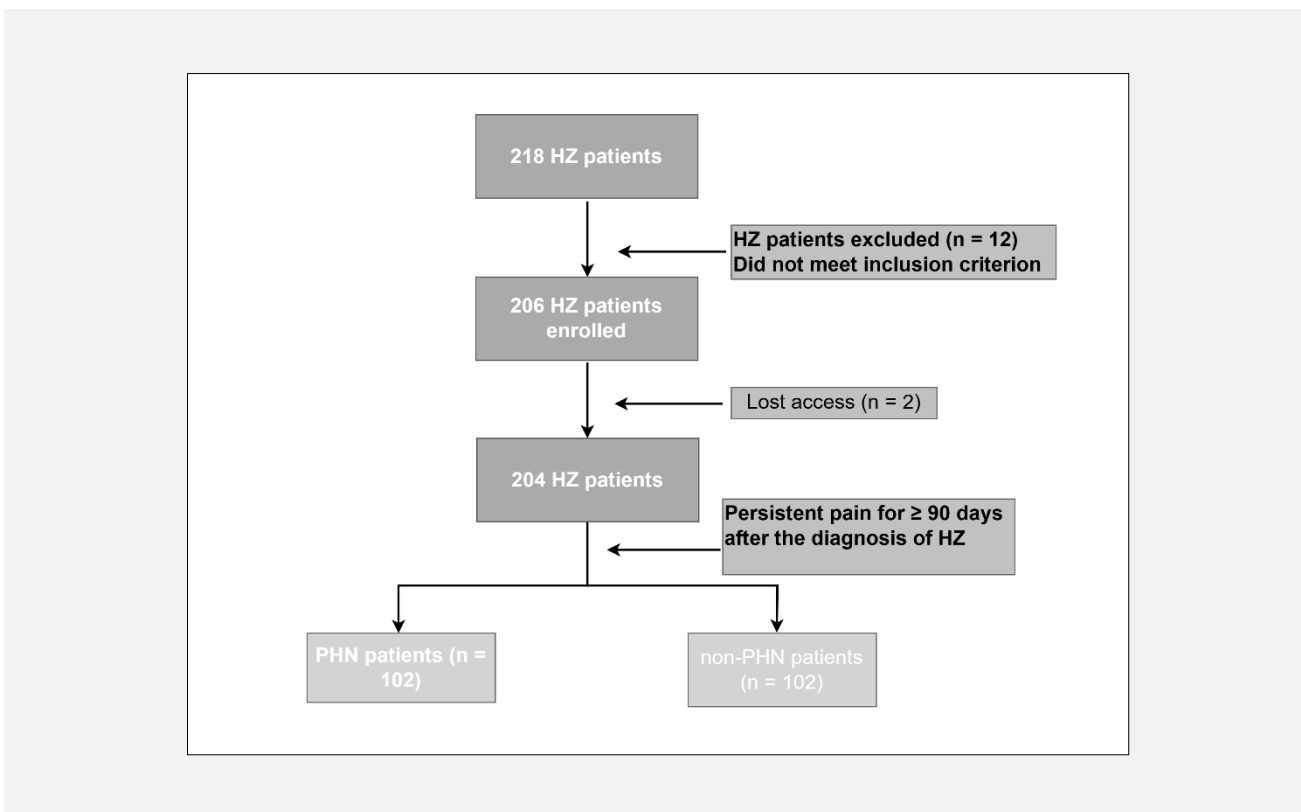 218 HZ patients
HZ patients excluded (n = 12)
Did not meet inclusion criterion
206 HZ patients
enrolled
Lost access (n = 2)
204 HZ patients
Persistent pain for ≥ 90 days
after the diagnosis of HZ
PHN patients (n =
102)
non-PHN patients
(n = 102)